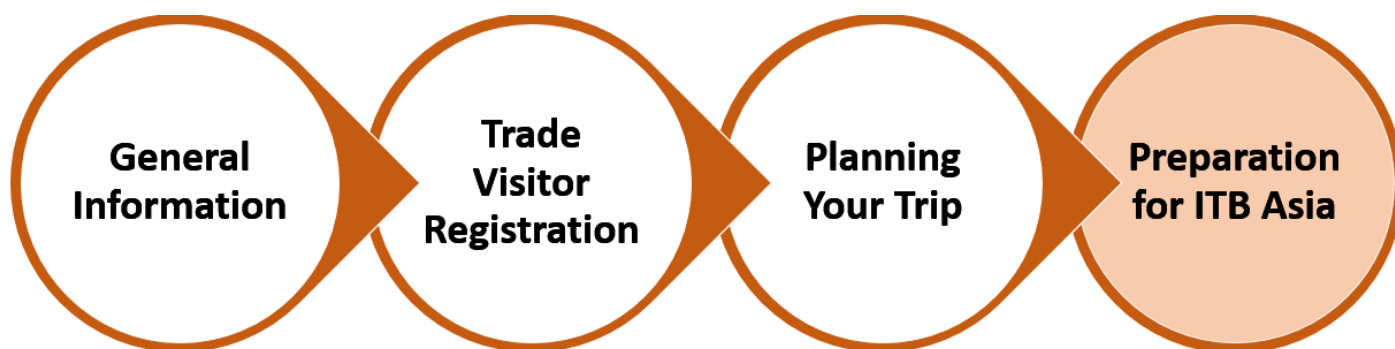 General
Information
Trade
Visitor
Registration
Planning
Your Trip
Preparation
for ITB Asia